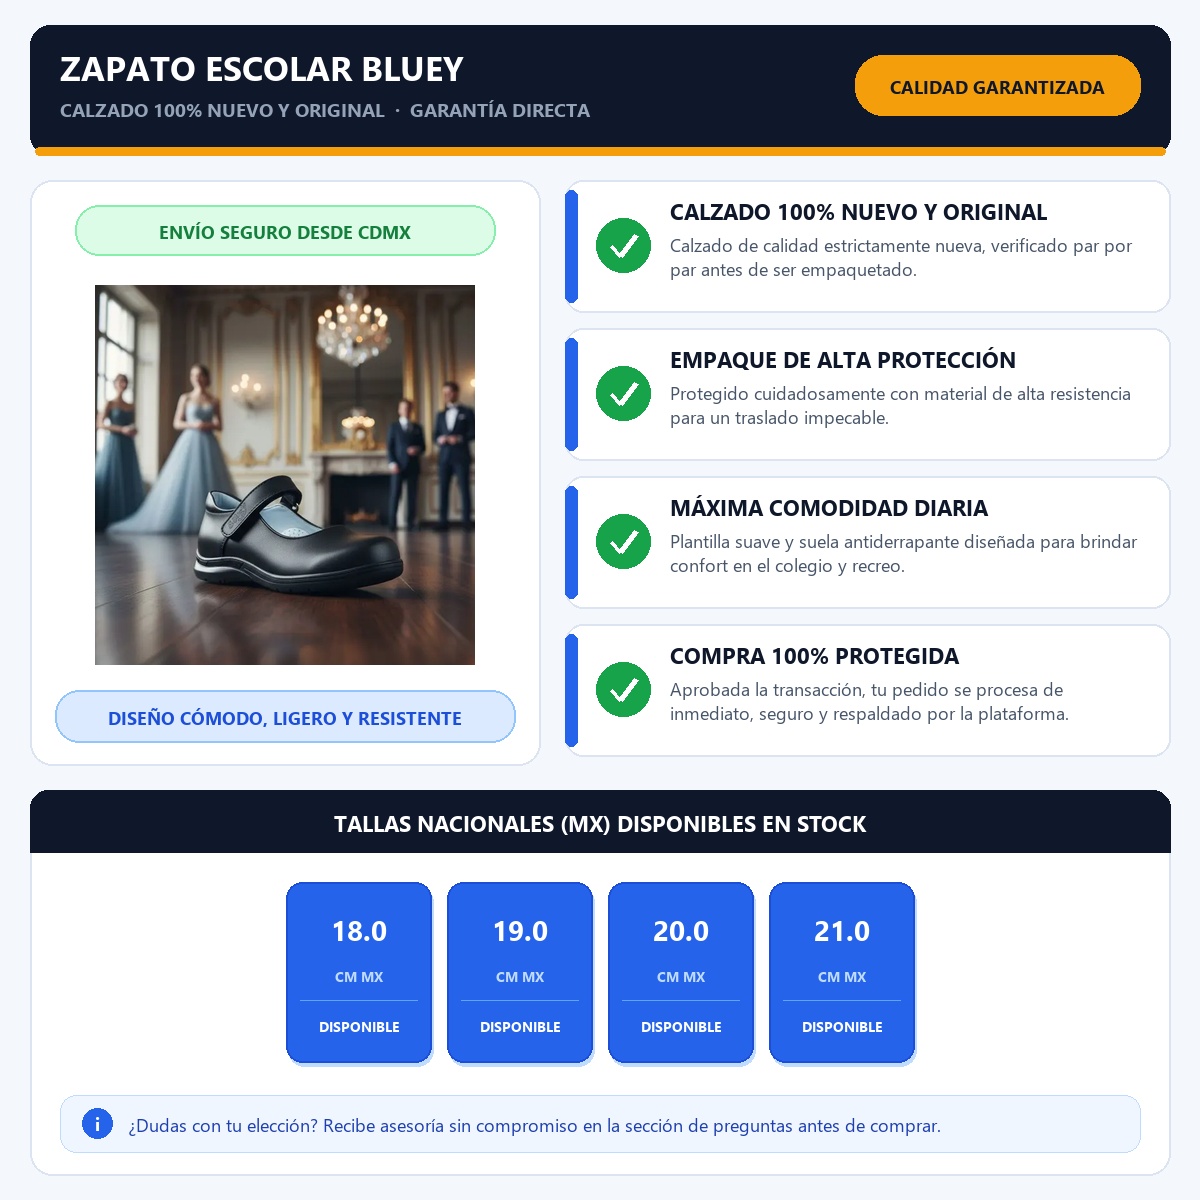 ZAPATO ESCOLAR BLUEY
CALZADO 100% NUEVO Y ORIGINAL · GARANTÍA DIRECTA
CALIDAD GARANTIZADA
ENVÍO SEGURO DESDE CDMX
DISEÑO CÓMODO, LIGERO Y RESISTENTE
CALZADO 100% NUEVO Y ORIGINAL
Calzado de calidad estrictamente nueva, verificado par por
par antes de ser empaquetado.
EMPAQUE DE ALTA PROTECCIÓN
Protegido cuidadosamente con material de alta resistencia
para un traslado impecable.
MÁXIMA COMODIDAD DIARIA
Plantilla suave y suela antiderrapante diseñada para brindar
confort en el colegio y recreo.
COMPRA 100% PROTEGIDA
Aprobada la transacción, tu pedido se procesa de
inmediato, seguro y respaldado por la plataforma.
TALLAS NACIONALES (MX) DISPONIBLES EN STOCK
18.0
CM MX
DISPONIBLE
19.0
CM MX
DISPONIBLE
20.0
CM MX
DISPONIBLE
21.0
CM MX
DISPONIBLE
¿Dudas con tu elección? Recibe asesoría sin compromiso en la sección de preguntas antes de comprar.